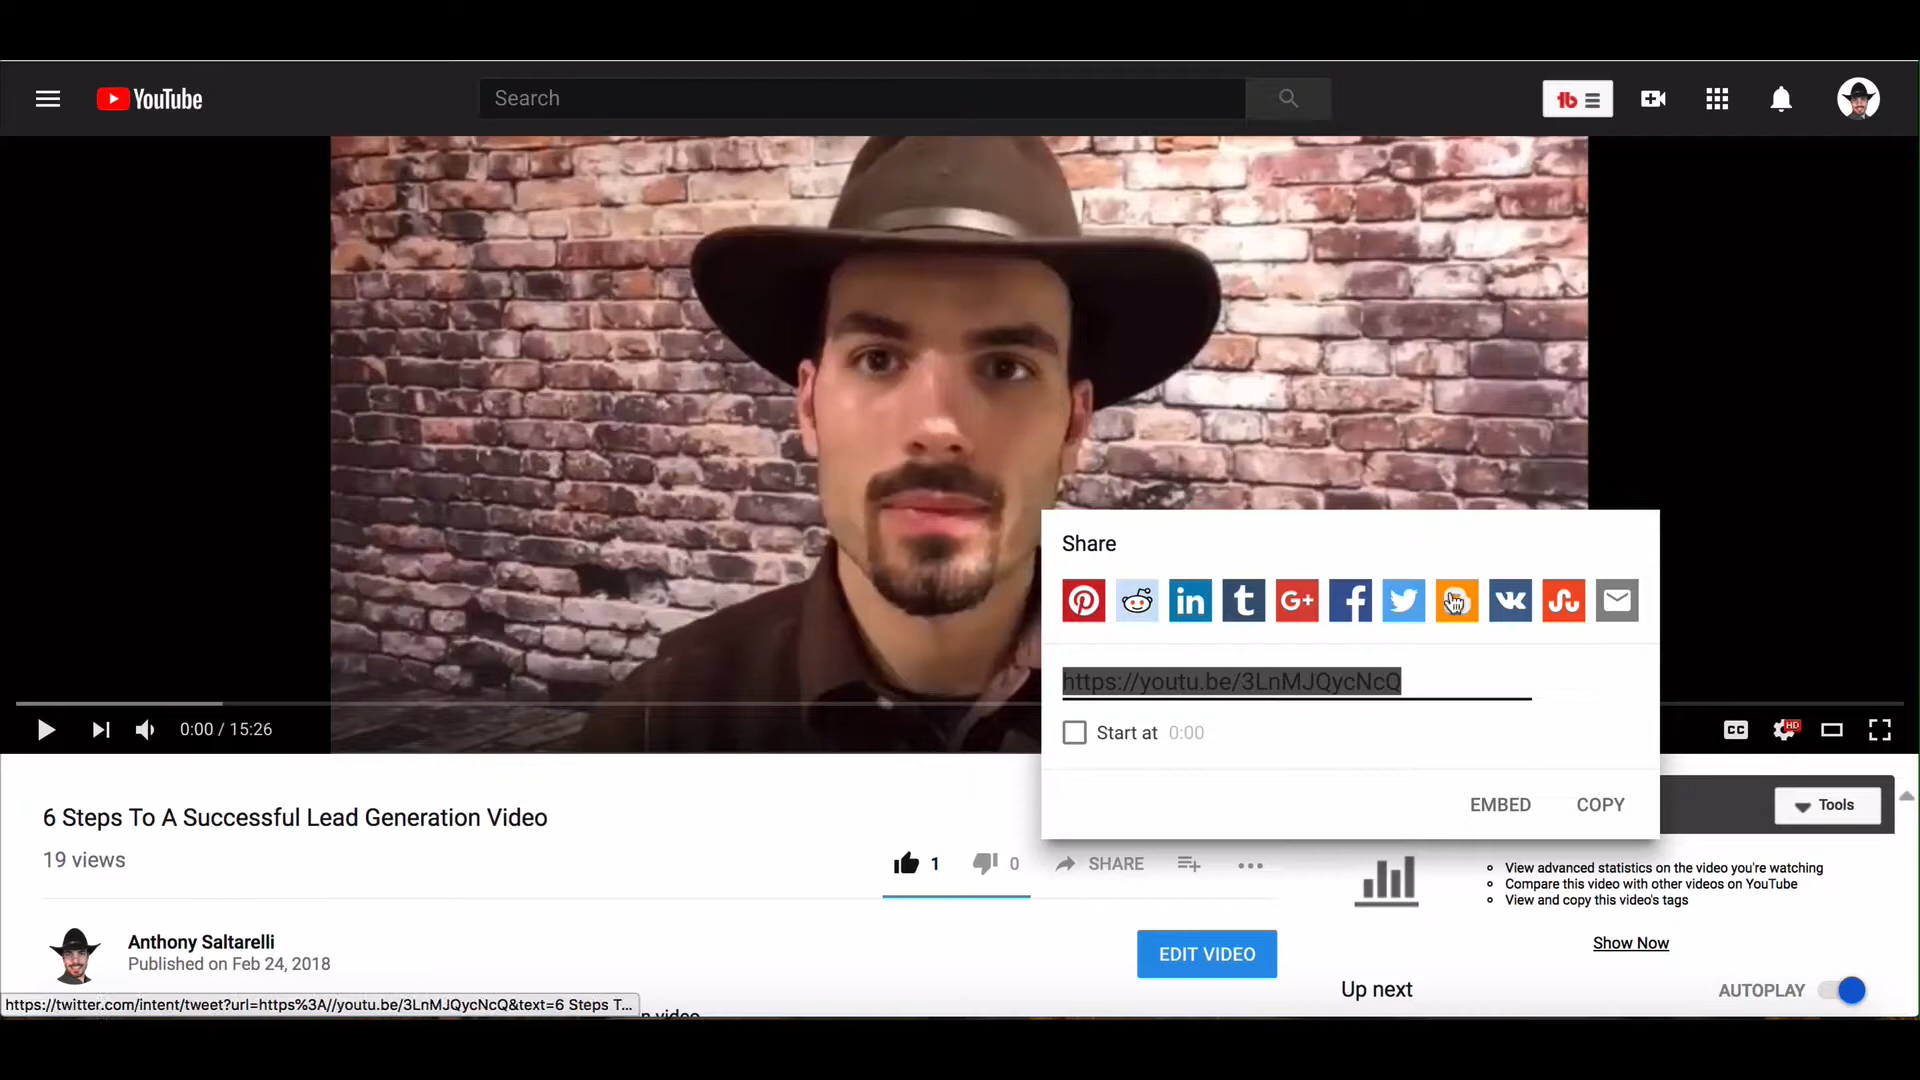 YouTube
Search
tb
Share
in
t
G+
f
https://youtu.be/3LnMJQycNcQ
Start at 0:00
0:00 / 15:26
CC
HD
EMBED COPY
Tools
6 Steps To A Successful Lead Generation Video
19 views
1 0 SHARE
View advanced statistics on the video you're watching
Compare this video with other videos on YouTube
View and copy this video's tags
Show Now
Anthony Saltarelli
Published on Feb 24, 2018
EDIT VIDEO
Up next
AUTOPLAY
https://twitter.com/intent/tweet?url=https%3A//youtu.be/3LnMJQycNcQ&text=6 Steps T...